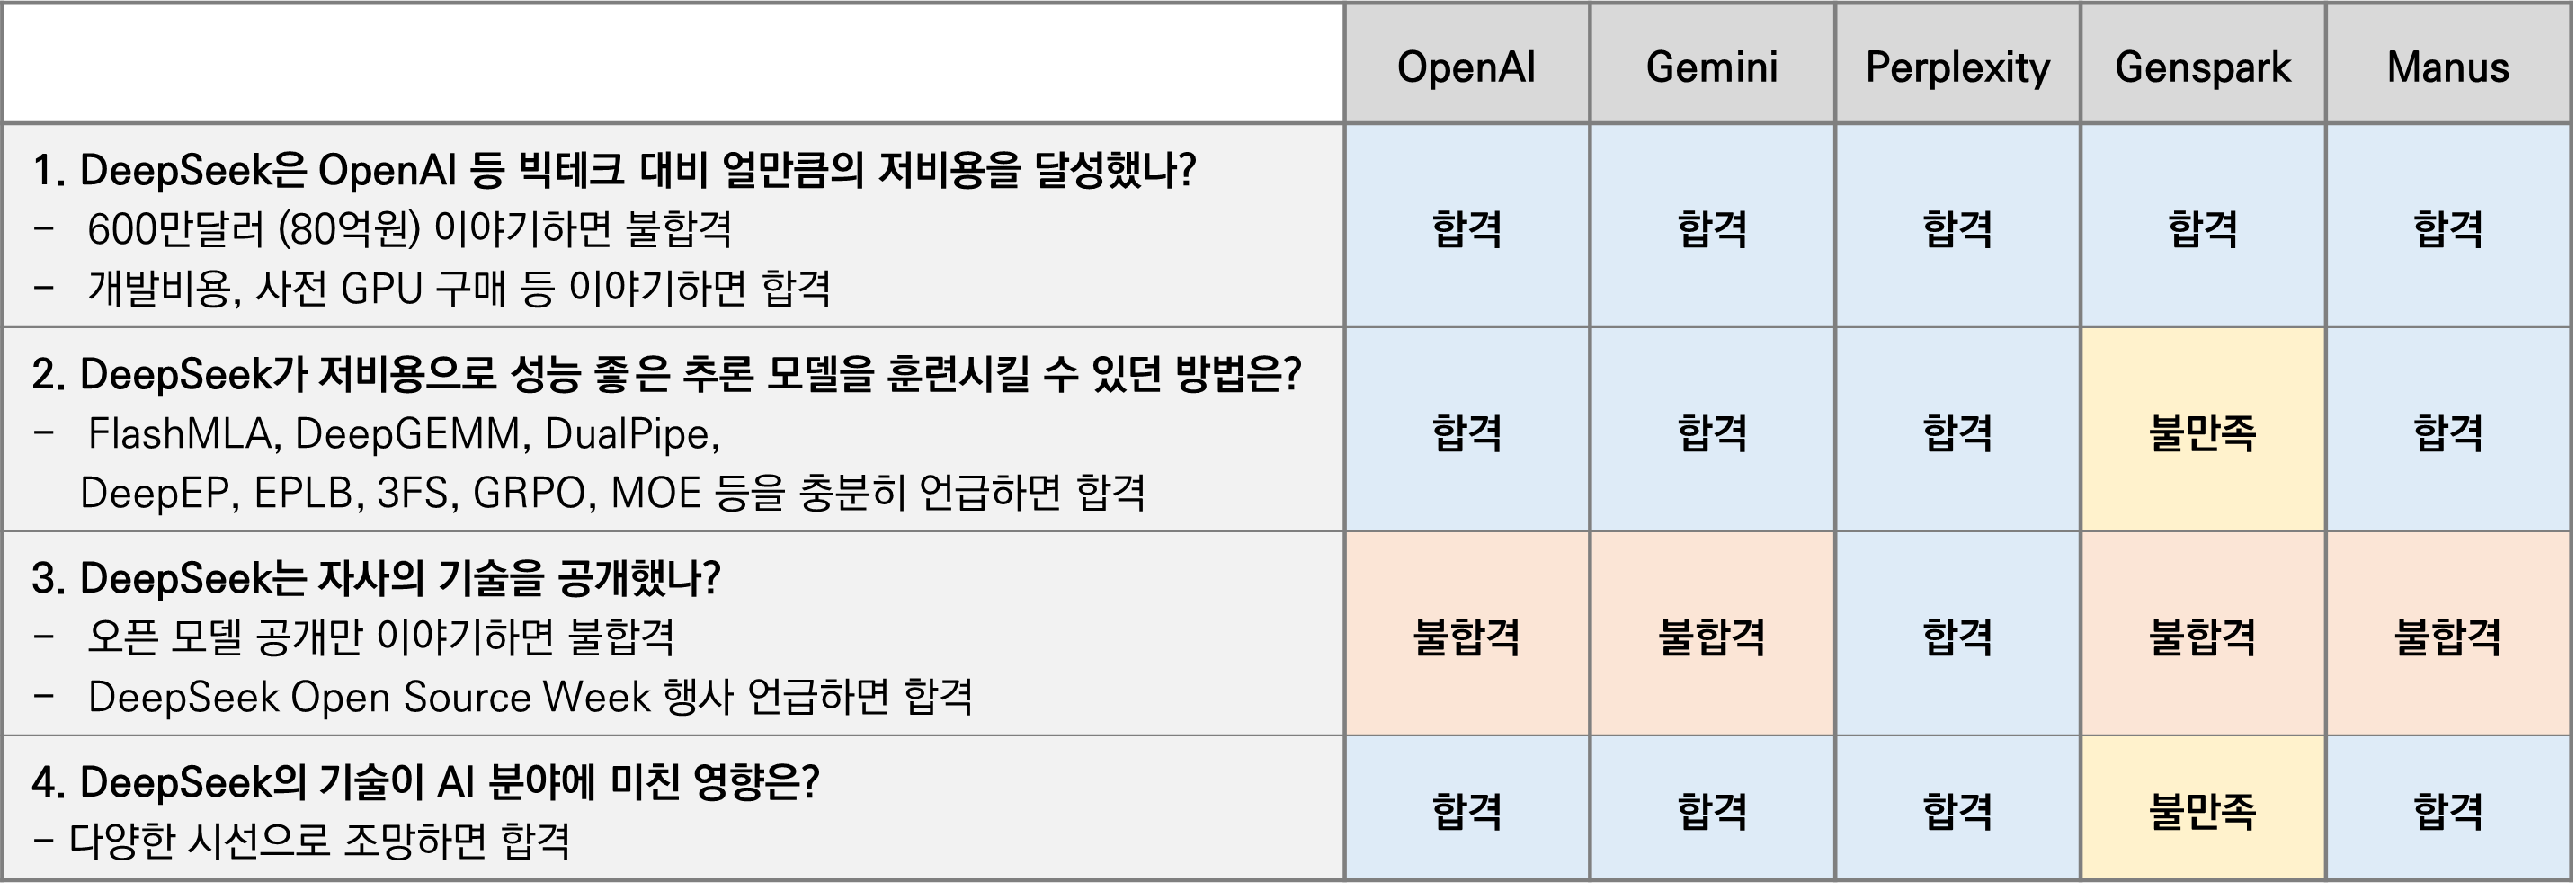 OpenAI Gemini Perplexity Genspark Manus
1. DeepSeek은 OpenAI 등 빅테크 대비 얼만큼의 저비용을 달성했나?
- 600만달러 (80억원) 이야기하면 불합격
- 개발비용, 사전 GPU 구매 등 이야기하면 합격
합격 합격 합격 합격 합격
2. DeepSeek가 저비용으로 성능 좋은 추론 모델을 훈련시킬 수 있던 방법은?
- FlashMLA, DeepGEMM, DualPipe,
DeepEP, EPLB, 3FS, GRPO, MOE 등을 충분히 언급하면 합격
합격 합격 합격 불만족 합격
3. DeepSeek는 자사의 기술을 공개했나?
- 오픈 모델 공개만 이야기하면 불합격
- DeepSeek Open Source Week 행사 언급하면 합격
불합격 불합격 합격 불합격 불합격
4. DeepSeek의 기술이 AI 분야에 미친 영향은?
- 다양한 시선으로 조망하면 합격
합격 합격 합격 불만족 합격